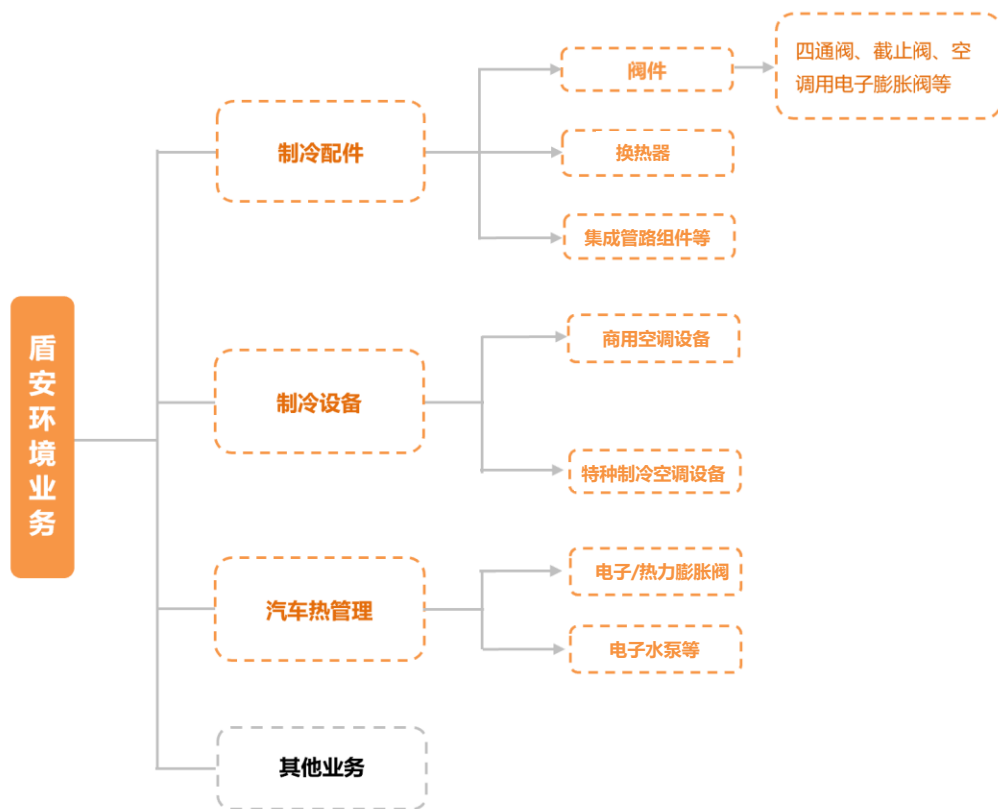 盾安环境业务
制冷配件
阀件
四通阀、截止阀、空
调用电子膨胀阀等
换热器
集成管路组件等
制冷设备
商用空调设备
特种制冷空调设备
汽车热管理
电子/热力膨胀阀
电子水泵等
其他业务